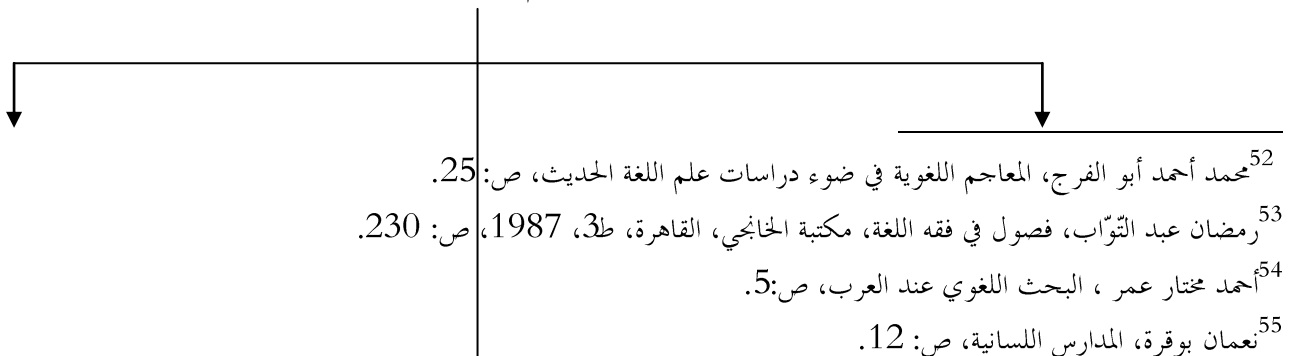 52محمد أحمد أبو الفرج، المعاجم اللغوية في ضوء دراسات علم اللغة الحديث، ص: 25.
53رمضان عبد التّوّاب، فصول في فقه اللغة، مكتبة الخانجي، القاهرة، ط3، 1987، ص: 230.
54أحمد مختار عمر ، البحث اللغوي عند العرب، ص:5.
55نعمان بوقرة، المدارس اللسانية، ص: 12.